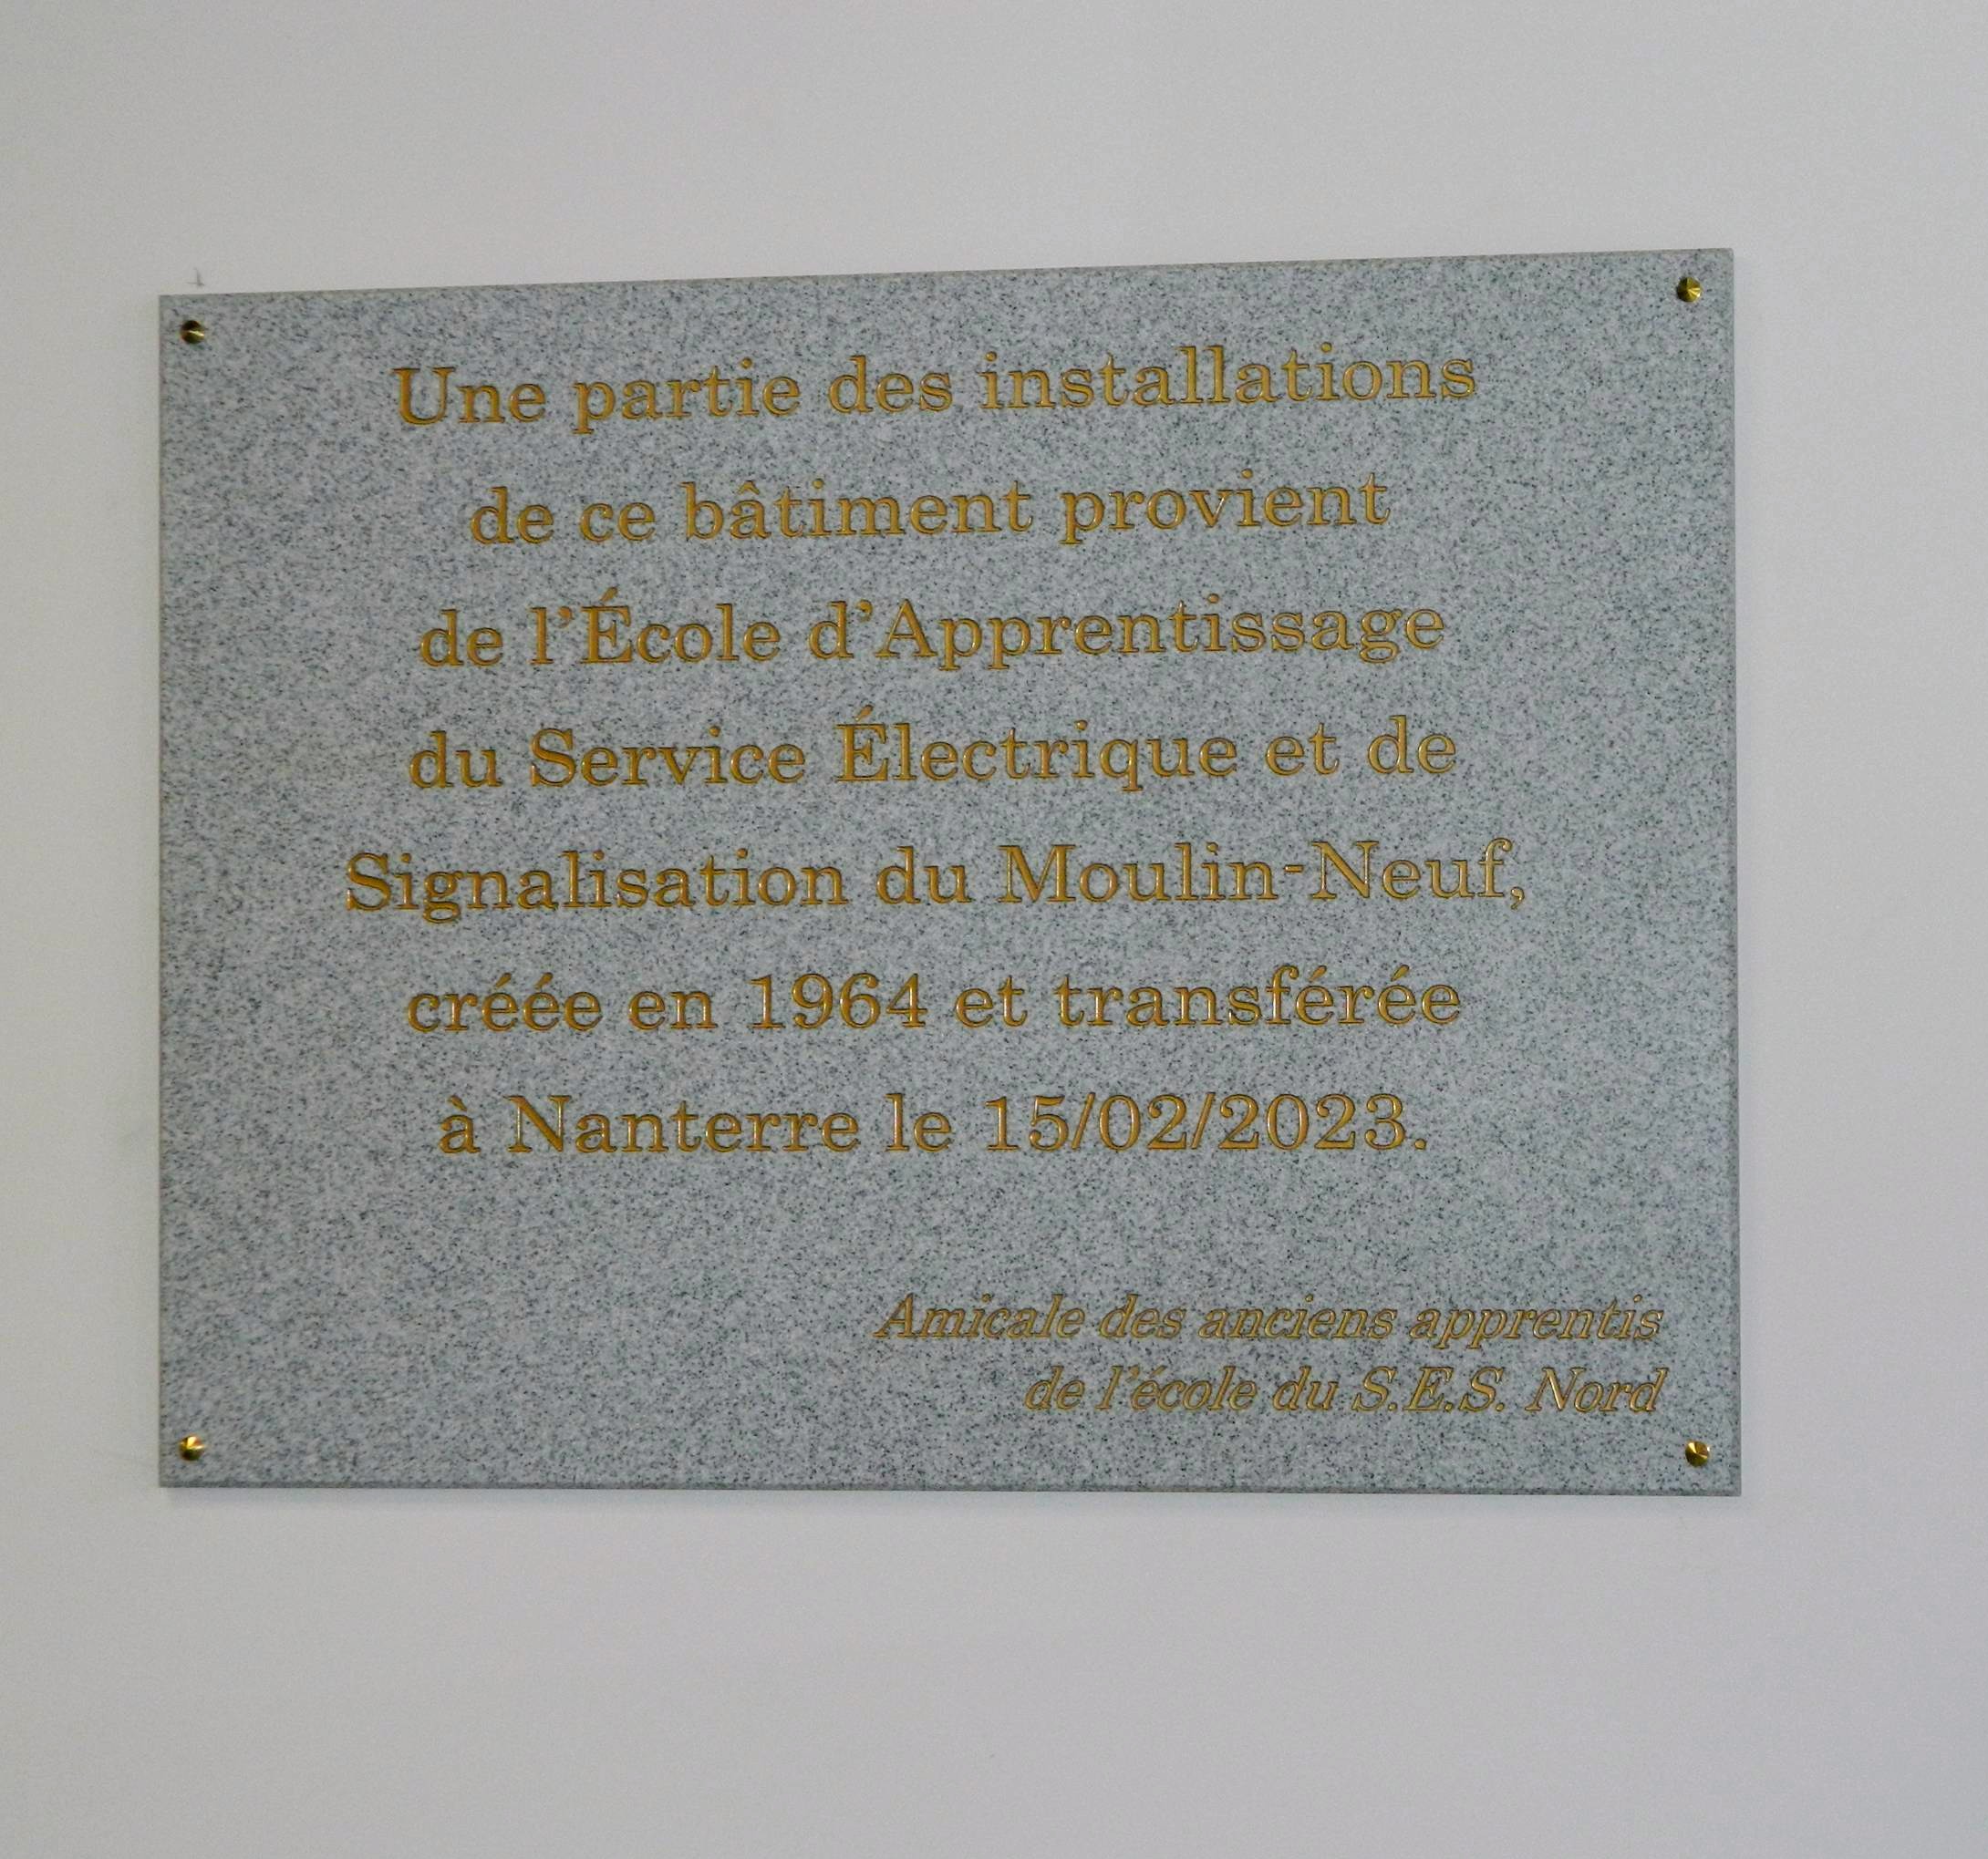 Une partie des installations
de ce bâtiment provient
de l’École d’Apprentissage
du Service Électrique et de
Signalisation du Moulin-Neuf,
créée en 1964 et transférée
à Nanterre le 15/02/2023.
Amicale des anciens apprentis
de l’école du S.E.S. Nord